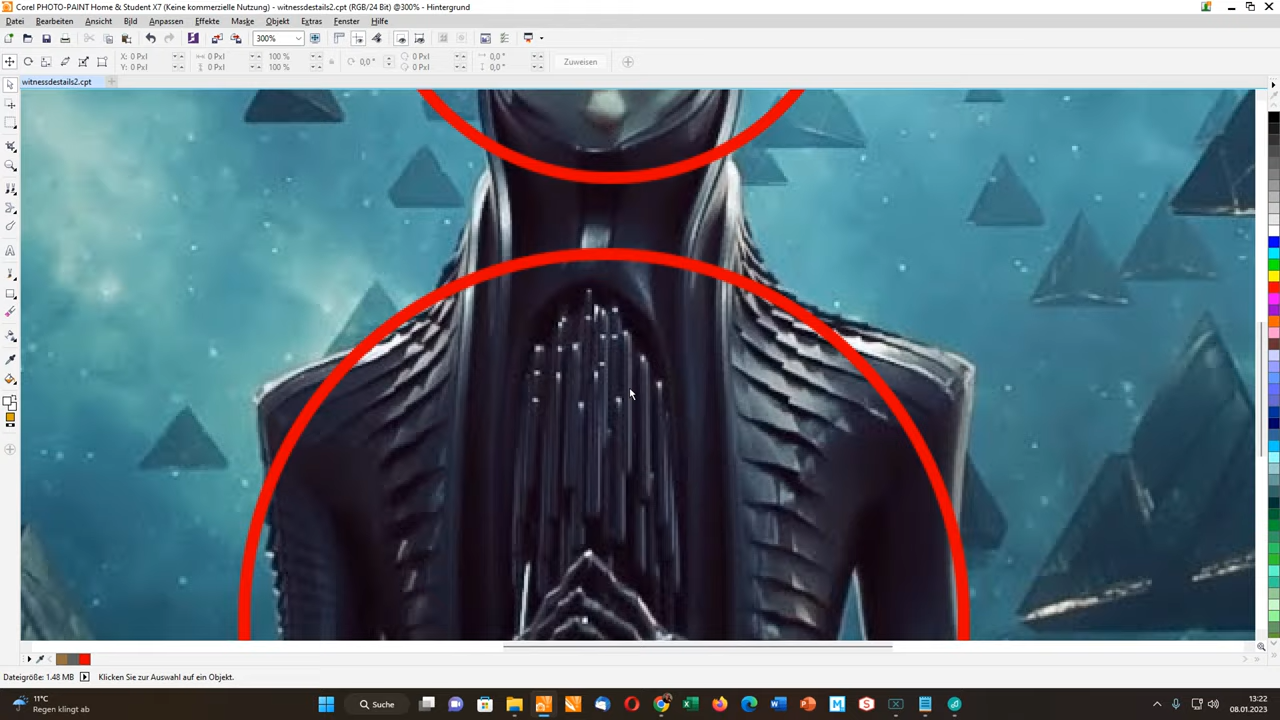 Corel PHOTO-PAINT Home & Student X7 (Keine kommerzielle Nutzung) - witnessdestails2.cpt (RGB/24 Bit) @300% - Hintergrund
Datei Bearbeiten Ansicht Bild Anpassen Effekte Maske Objekt Extras Fenster Hilfe
300%
X: 0 Pxl 0 Pxl 100 % 0,0 ° 0 Pxl 0,0 ° Zuweisen
Y: 0 Pxl 0 Pxl 100 % 0 Pxl 0,0 °
witnessdestails2.cpt
Dateigröße: 1.48 MB Klicken Sie zur Auswahl auf ein Objekt.
11°C
Regen klingt ab
Suche
13:22
08.01.2023